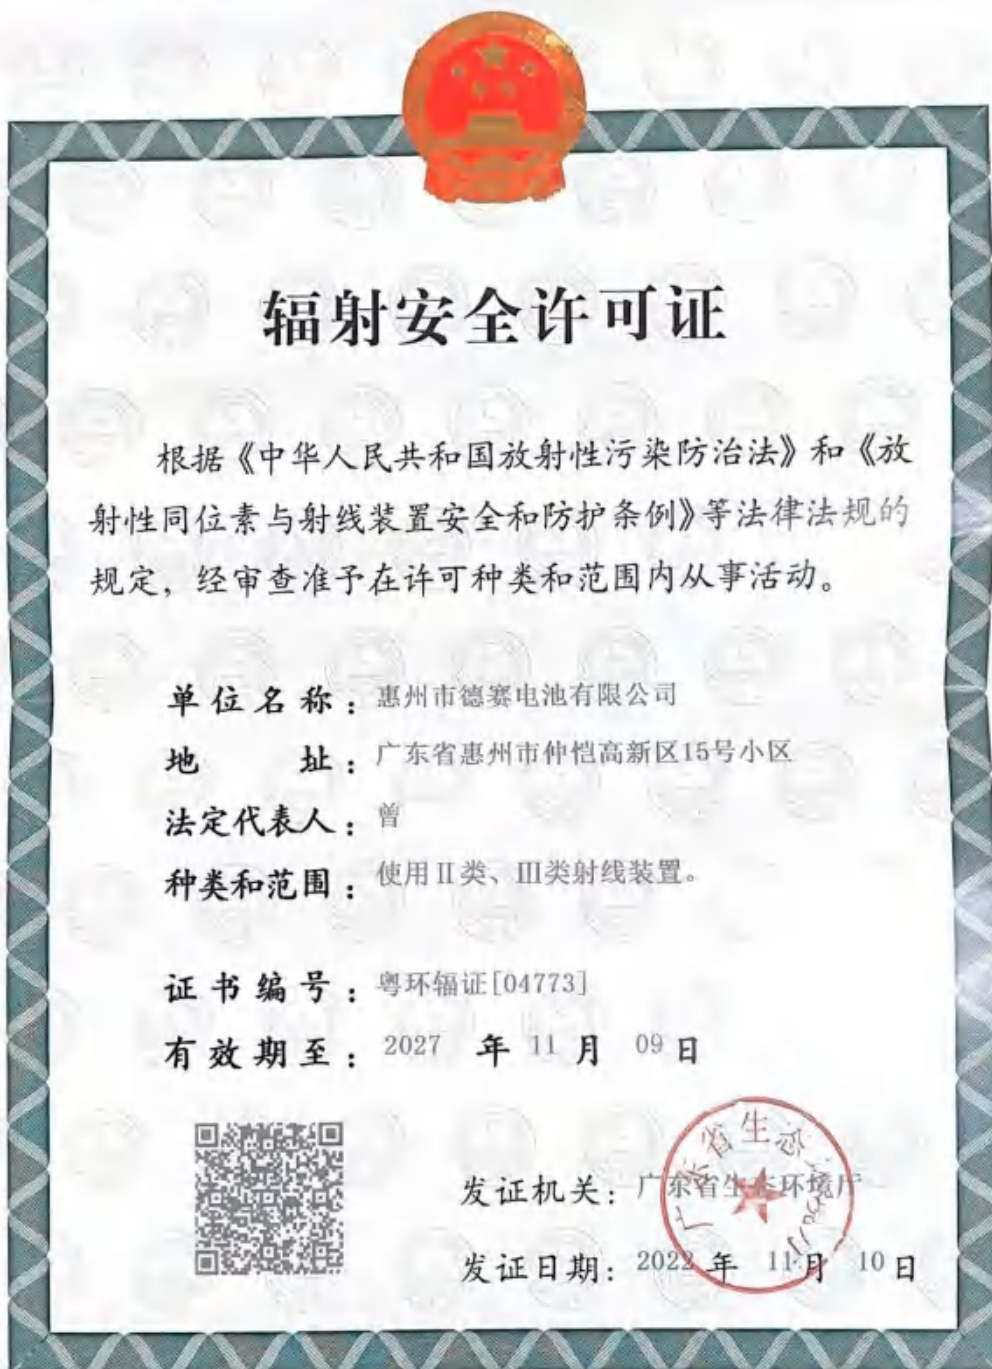 辐射安全许可证
根据《中华人民共和国放射性污染防治法》和《放
射性同位素与射线装置安全和防护条例》等法律法规的
规定，经审查准予在许可种类和范围内从事活动。
单位名称：惠州市德赛电池有限公司
地址：广东省惠州市仲恺高新区15号小区
法定代表人：曾
种类和范围：使用Ⅱ类、Ⅲ类射线装置。
证书编号：粤环辐证[04773]
有效期至：2027 年 11 月 09 日
发证机关：广东省生态环境厅
发证日期：2022 年 11 月 10 日
广东省生态